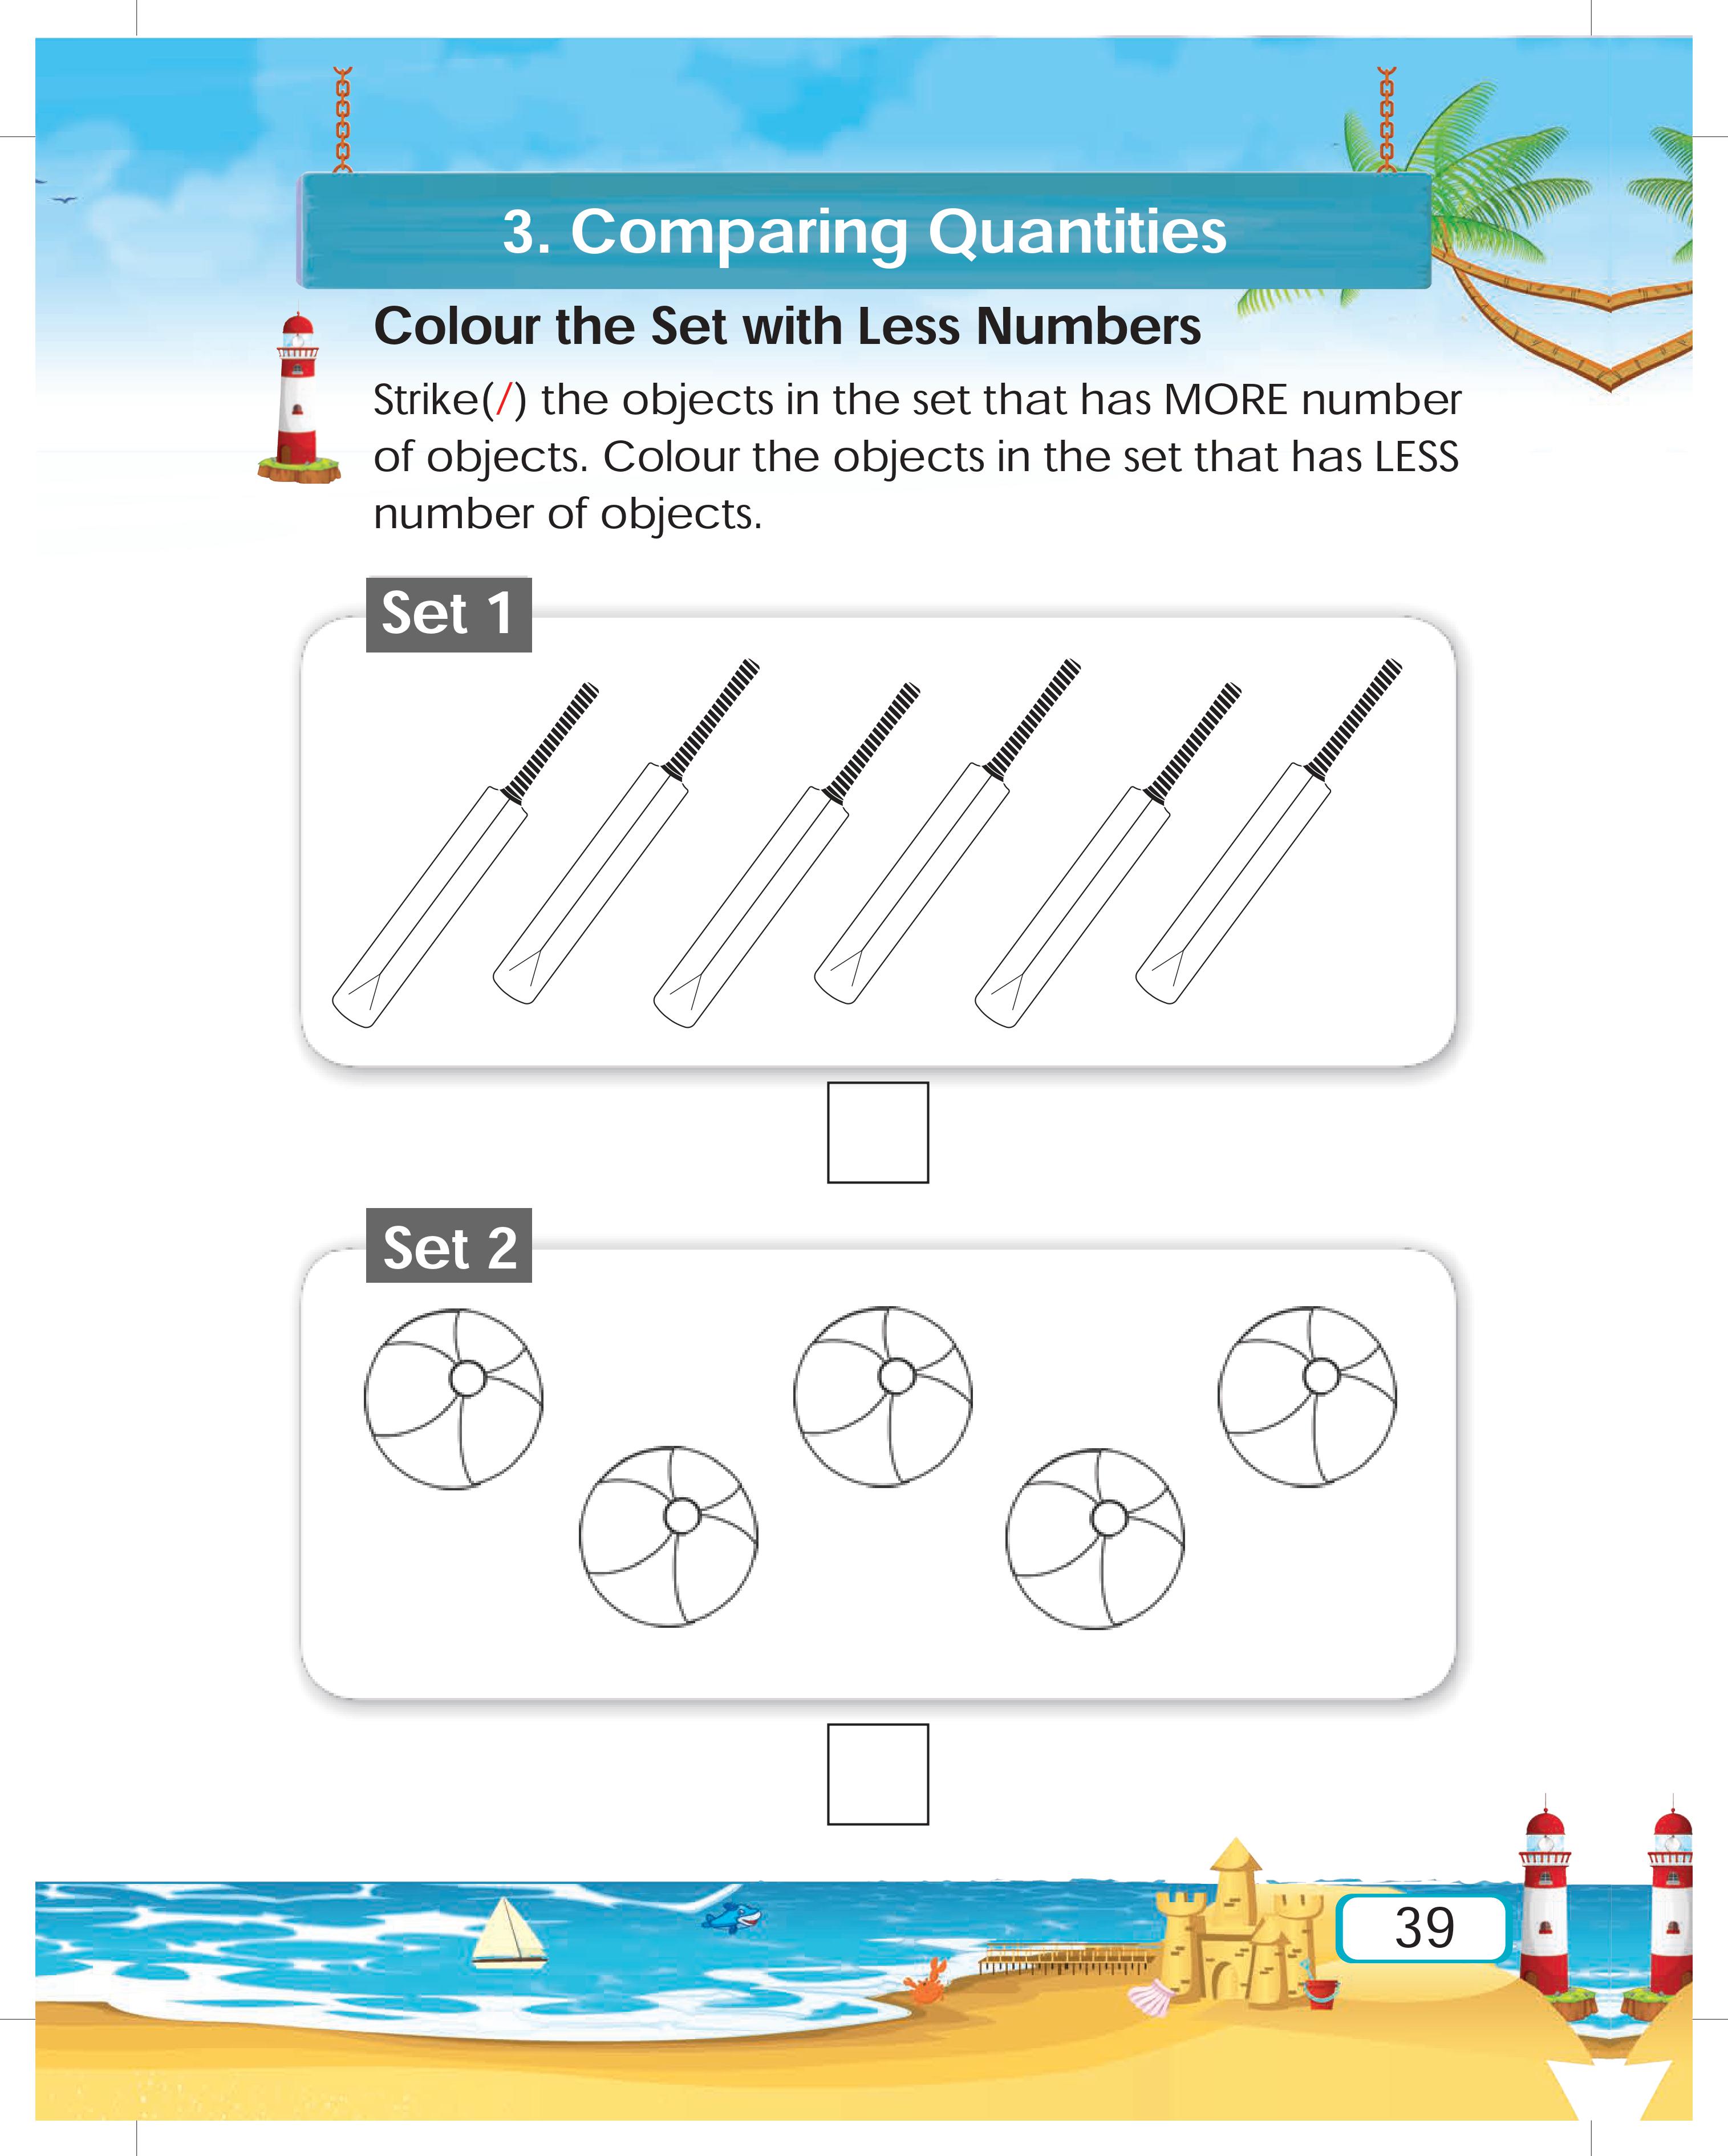 3. Comparing Quantities
Colour the Set with Less Numbers
Strike(/) the objects in the set that has MORE number
of objects. Colour the objects in the set that has LESS
number of objects.
Set 1
Set 2
39